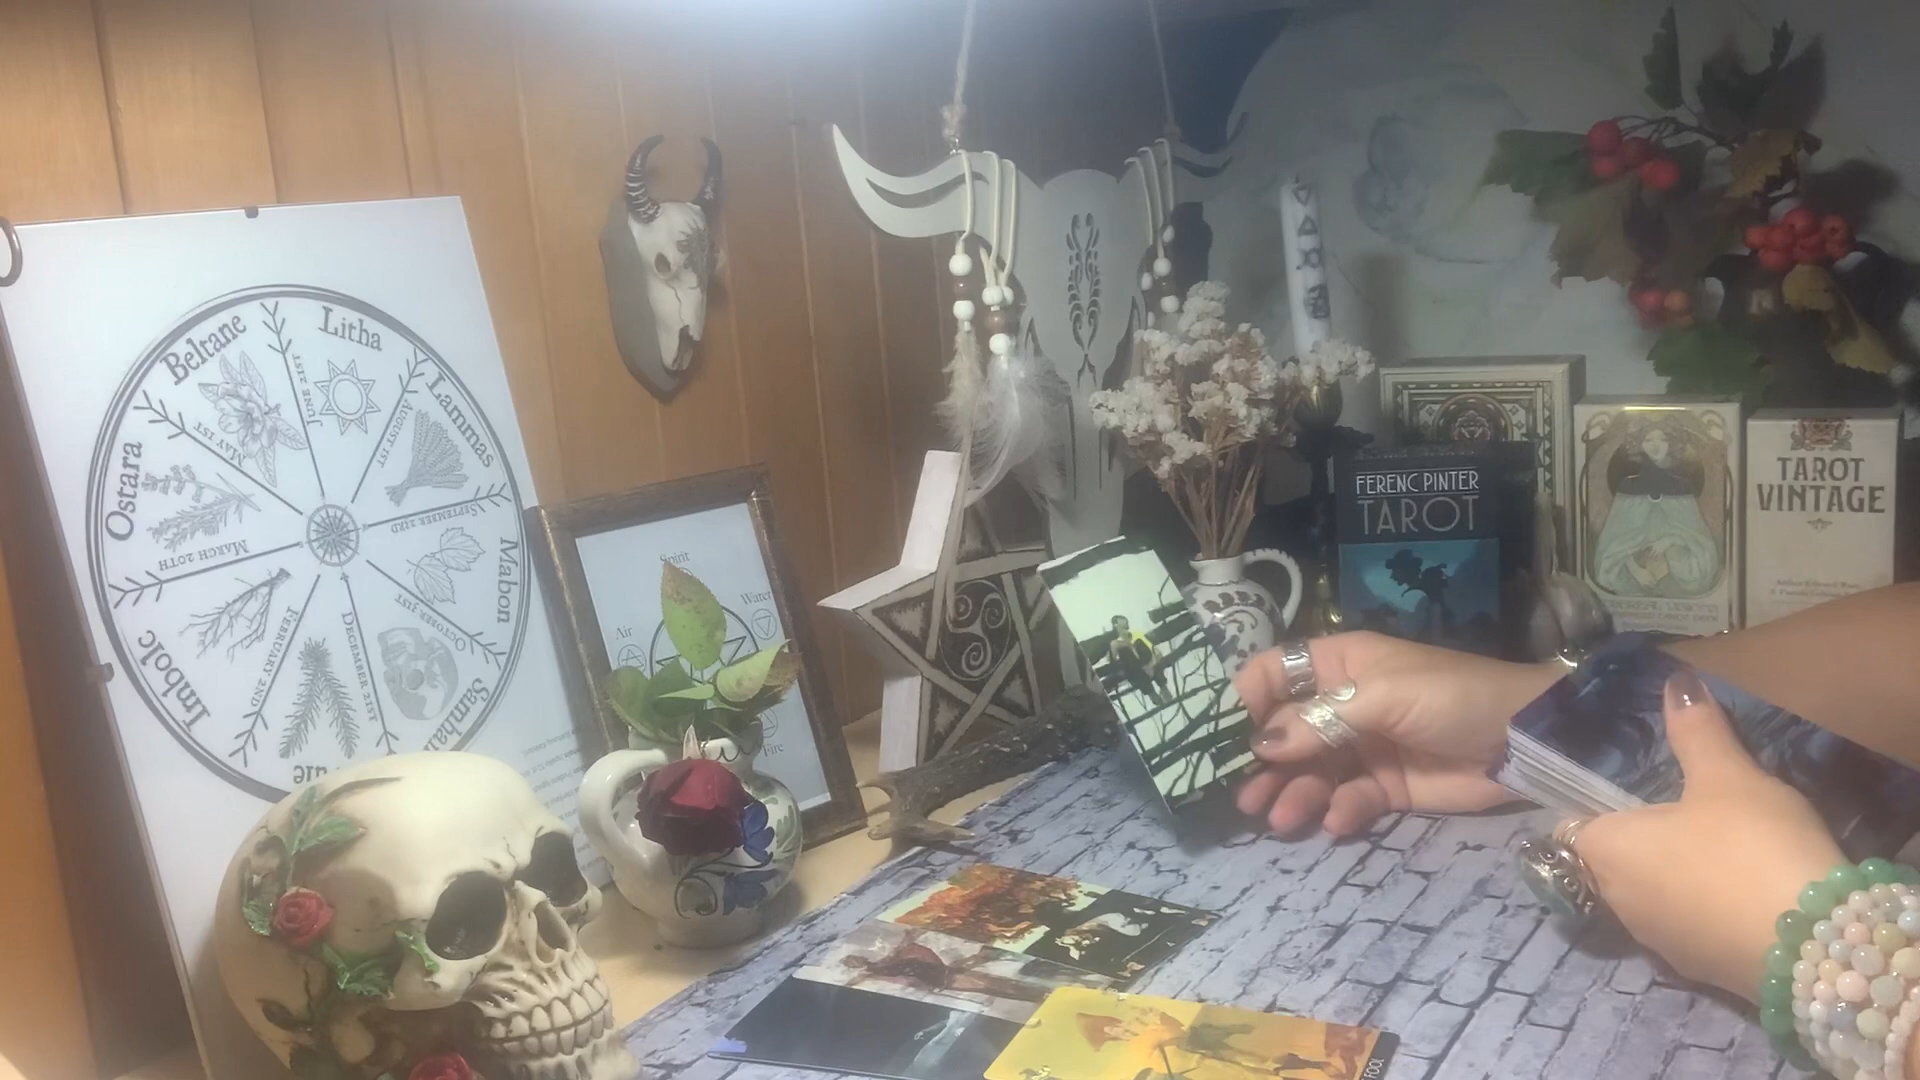 Litha
JUNE 21ST
Lammas
AUGUST 1ST
SEPTEMBER 23RD
Mabon
OCTOBER 31ST
DECEMBER 21ST
FEBRUARY 2ND
Imbolc
MARCH 20TH
Ostara
MAY 1ST
Beltane
Spirit
Water
Air
Fire
FERENC PINTER
TAROT
TAROT
VINTAGE
FOOL